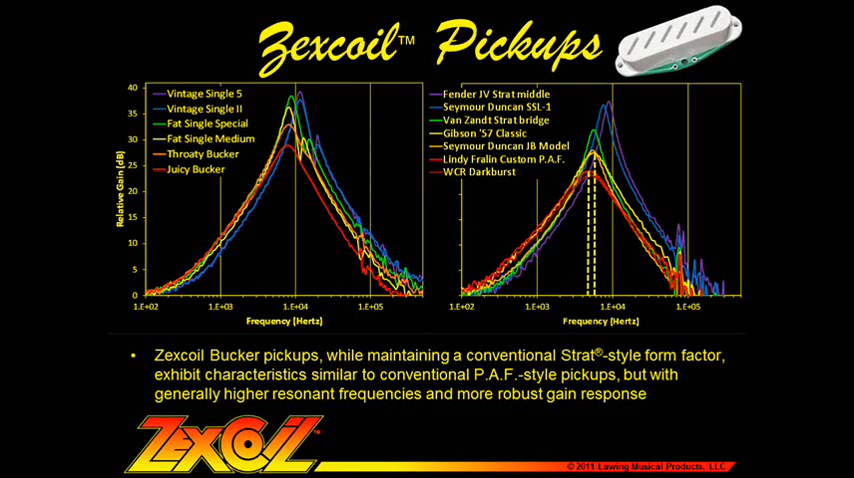 Zexcoil™ Pickups
40
35
30
25
20
15
10
5
0
Relative Gain (dB)
Vintage Single 5
Vintage Single II
Fat Single Special
Fat Single Medium
Throaty Bucker
Juicy Bucker
1.E+02 1.E+03 1.E+04 1.E+05
Frequency (Hertz)
Fender JV Strat middle
Seymour Duncan SSL-1
Van Zandt Strat bridge
Gibson '57 Classic
Seymour Duncan JB Model
Lindy Fralin Custom P.A.F.
WCR Darkburst
1.E+02 1.E+03 1.E+04 1.E+05
Frequency (Hertz)
• Zexcoil Bucker pickups, while maintaining a conventional Strat®-style form factor,
exhibit characteristics similar to conventional P.A.F.-style pickups, but with
generally higher resonant frequencies and more robust gain response
ZEXCOIL™
© 2011 Lawing Musical Products, LLC